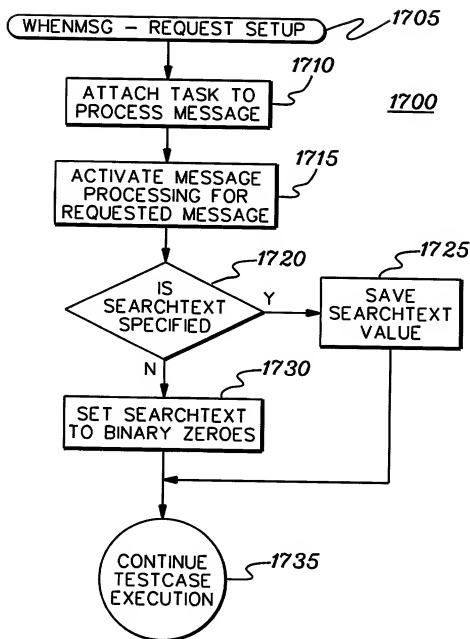 WHENMSG – REQUEST SETUP
1705
1710
ATTACH TASK TO
PROCESS MESSAGE
1700
1715
ACTIVATE MESSAGE
PROCESSING FOR
REQUESTED MESSAGE
1720
IS
SEARCHTEXT
SPECIFIED
Y
N
1725
SAVE
SEARCHTEXT
VALUE
1730
SET SEARCHTEXT
TO BINARY ZEROES
CONTINUE
TESTCASE
EXECUTION
1735